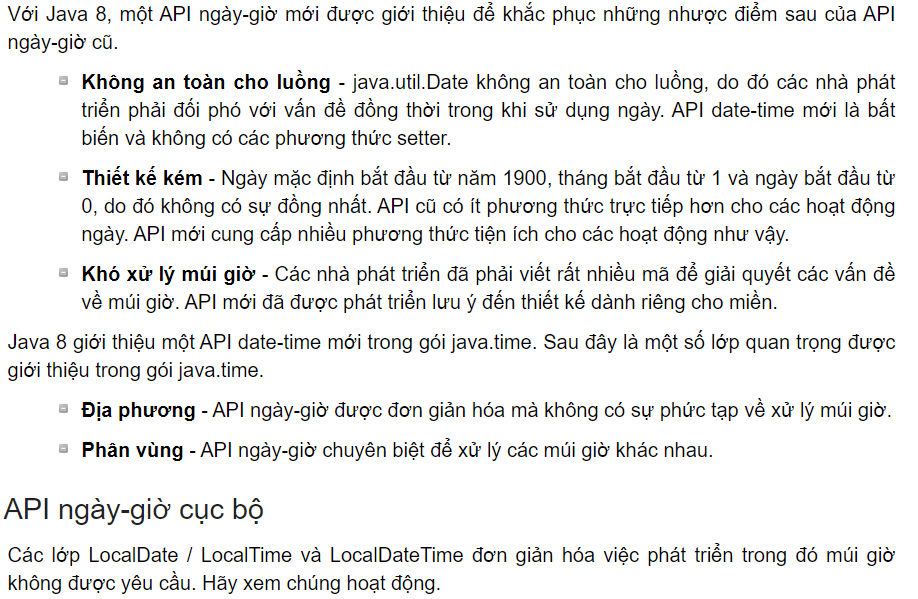 Với Java 8, một API ngày-giờ mới được giới thiệu để khắc phục những nhược điểm sau của API
ngày-giờ cũ.
Không an toàn cho luồng - java.util.Date không an toàn cho luồng, do đó các nhà phát
triển phải đối phó với vấn đề đồng thời trong khi sử dụng ngày. API date-time mới là bất
biến và không có các phương thức setter.
Thiết kế kém - Ngày mặc định bắt đầu từ năm 1900, tháng bắt đầu từ 1 và ngày bắt đầu từ
0, do đó không có sự đồng nhất. API cũ có ít phương thức trực tiếp hơn cho các hoạt động
ngày. API mới cung cấp nhiều phương thức tiện ích cho các hoạt động như vậy.
Khó xử lý múi giờ - Các nhà phát triển đã phải viết rất nhiều mã để giải quyết các vấn đề
về múi giờ. API mới đã được phát triển lưu ý đến thiết kế dành riêng cho miền.
Java 8 giới thiệu một API date-time mới trong gói java.time. Sau đây là một số lớp quan trọng được
giới thiệu trong gói java.time.
Địa phương - API ngày-giờ được đơn giản hóa mà không có sự phức tạp về xử lý múi giờ.
Phân vùng - API ngày-giờ chuyên biệt để xử lý các múi giờ khác nhau.
API ngày-giờ cục bộ
Các lớp LocalDate / LocalTime và LocalDateTime đơn giản hóa việc phát triển trong đó múi giờ
không được yêu cầu. Hãy xem chúng hoạt động.